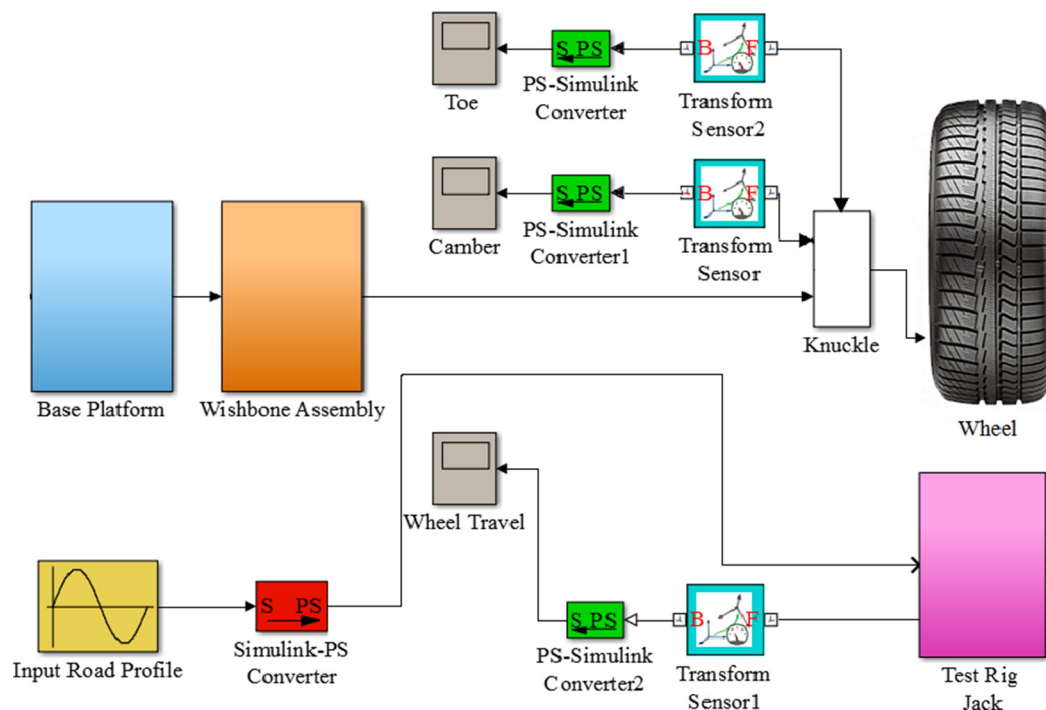 S PS
B F
Toe
PS-Simulink
Converter
Transform
Sensor2
S PS
B F
Camber
PS-Simulink
Converter1
Transform
Sensor
Knuckle
Base Platform
Wishbone Assembly
Wheel
Wheel Travel
S PS
Input Road Profile
Simulink-PS
Converter
S PS
B F
PS-Simulink
Converter2
Transform
Sensor1
Test Rig
Jack